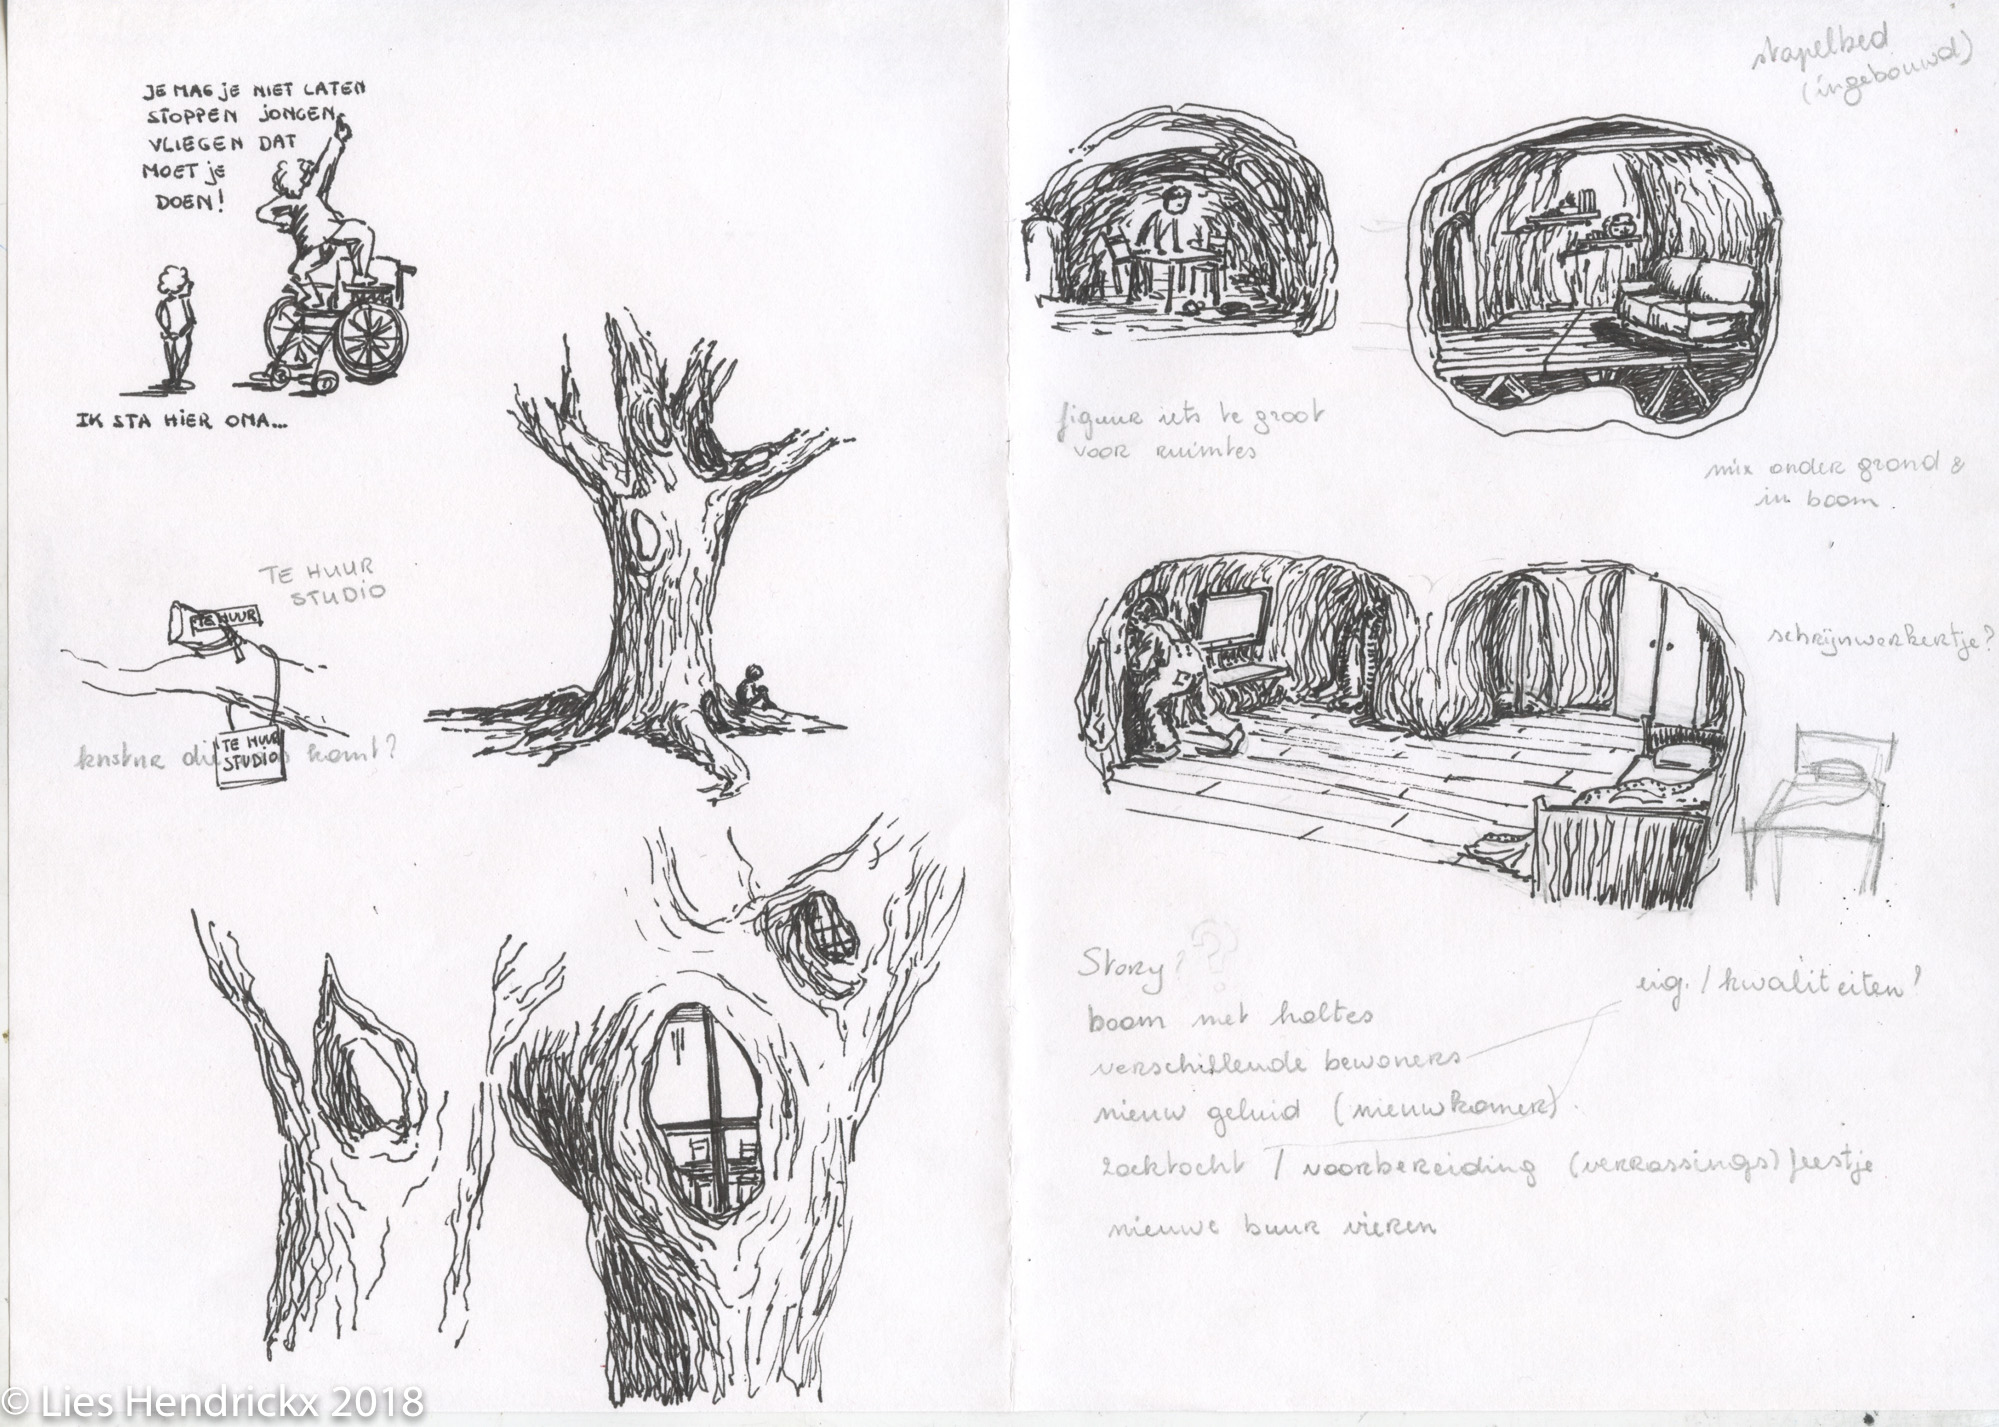 JE MAG JE NIET LATEN
STOPPEN JONGEN,
VLIEGEN DAT
MOET JE
DOEN!
IK STA HIER OMA...
TE HUUR
STUDIO
TE HUUR
TE HUUR
STUDIO
komt?
stapelbed
(ingebouwd)
figuur iets te groot
voor ruimtes
mix onder grond &
in boom
schrijnwerkertje?
Story?
eig. / kwaliteiten?
boom met holtes
verschillende bewoners
nieuw geluid (nieuwkomer).
zoektocht / voorbereiding (verrassings) feestje
nieuwe buur vieren
© Lies Hendrickx 2018